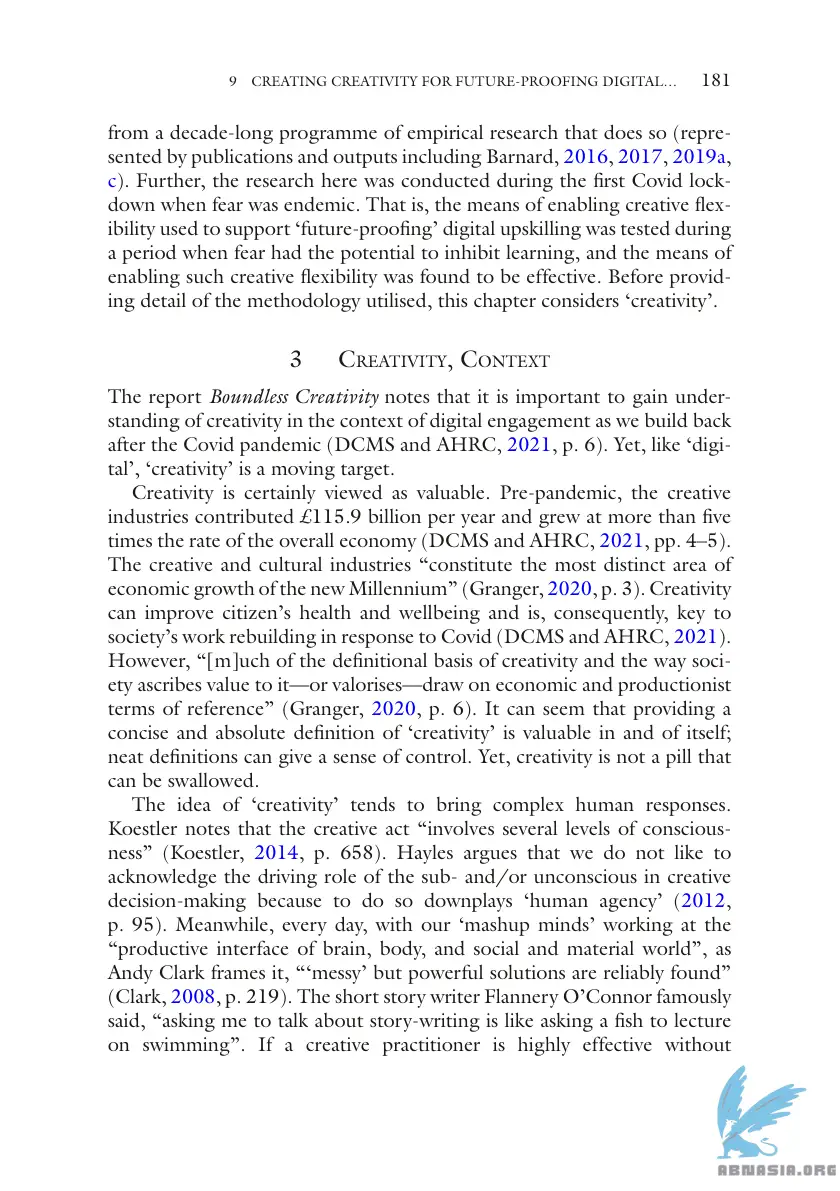 9 CREATING CREATIVITY FOR FUTURE-PROOFING DIGITAL… 181
from a decade-long programme of empirical research that does so (repre-
sented by publications and outputs including Barnard, 2016, 2017, 2019a,
c). Further, the research here was conducted during the first Covid lock-
down when fear was endemic. That is, the means of enabling creative flex-
ibility used to support ‘future-proofing’ digital upskilling was tested during
a period when fear had the potential to inhibit learning, and the means of
enabling such creative flexibility was found to be effective. Before provid-
ing detail of the methodology utilised, this chapter considers ‘creativity’.
3 Creativity, Context
The report Boundless Creativity notes that it is important to gain under-
standing of creativity in the context of digital engagement as we build back
after the Covid pandemic (DCMS and AHRC, 2021, p. 6). Yet, like ‘digi-
tal’, ‘creativity’ is a moving target.
Creativity is certainly viewed as valuable. Pre-pandemic, the creative
industries contributed £115.9 billion per year and grew at more than five
times the rate of the overall economy (DCMS and AHRC, 2021, pp. 4–5).
The creative and cultural industries “constitute the most distinct area of
economic growth of the new Millennium” (Granger, 2020, p. 3). Creativity
can improve citizen’s health and wellbeing and is, consequently, key to
society’s work rebuilding in response to Covid (DCMS and AHRC, 2021).
However, “[m]uch of the definitional basis of creativity and the way soci-
ety ascribes value to it—or valorises—draw on economic and productionist
terms of reference” (Granger, 2020, p. 6). It can seem that providing a
concise and absolute definition of ‘creativity’ is valuable in and of itself;
neat definitions can give a sense of control. Yet, creativity is not a pill that
can be swallowed.
The idea of ‘creativity’ tends to bring complex human responses.
Koestler notes that the creative act “involves several levels of conscious-
ness” (Koestler, 2014, p. 658). Hayles argues that we do not like to
acknowledge the driving role of the sub- and/or unconscious in creative
decision-making because to do so downplays ‘human agency’ (2012,
p. 95). Meanwhile, every day, with our ‘mashup minds’ working at the
“productive interface of brain, body, and social and material world”, as
Andy Clark frames it, “‘messy’ but powerful solutions are reliably found”
(Clark, 2008, p. 219). The short story writer Flannery O’Connor famously
said, “asking me to talk about story-writing is like asking a fish to lecture
on swimming”. If a creative practitioner is highly effective without
ABNASIA.ORG